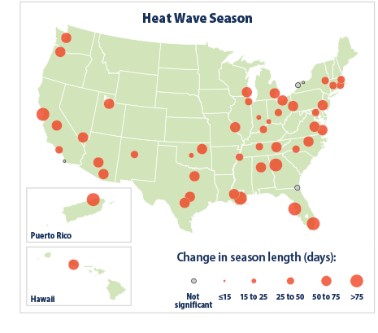 Heat Wave Season
Puerto Rico
Hawaii
Change in season length (days):
Not
significant
≤15
15 to 25
25 to 50
50 to 75
>75